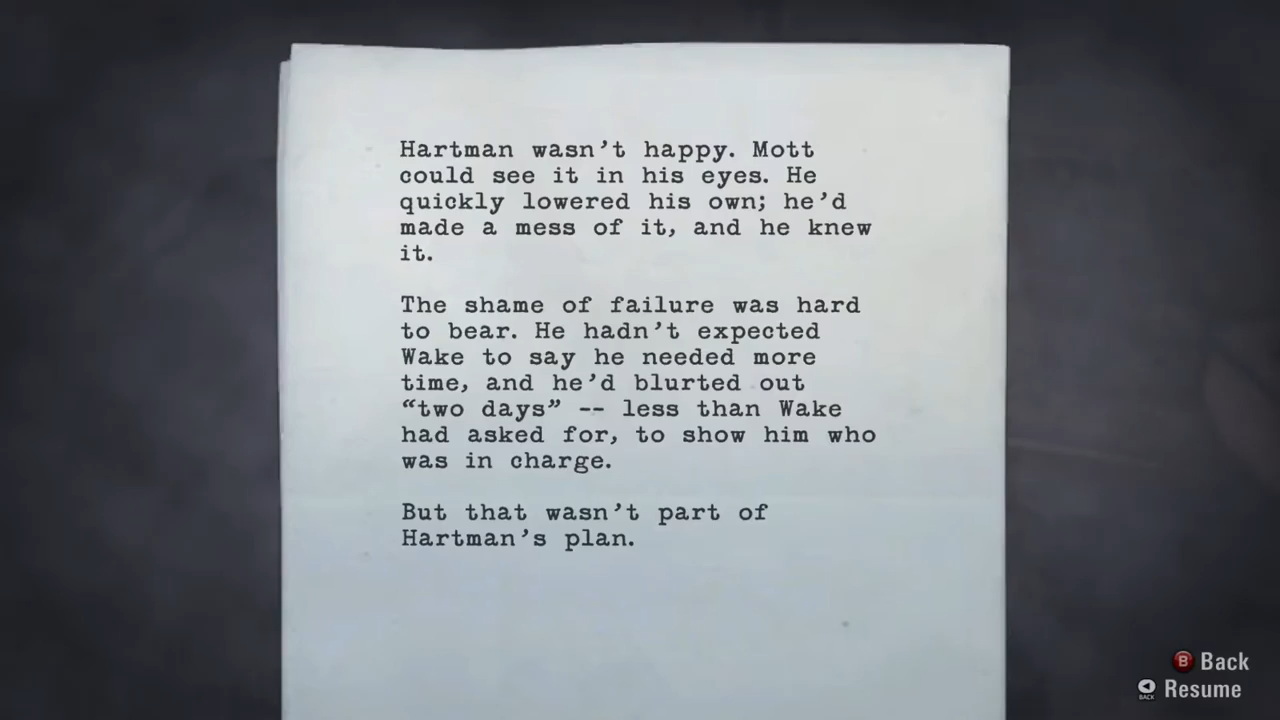 Hartman wasn’t happy. Mott
could see it in his eyes. He
quickly lowered his own; he’d
made a mess of it, and he knew
it.
The shame of failure was hard
to bear. He hadn’t expected
Wake to say he needed more
time, and he’d blurted out
“two days” -- less than Wake
had asked for, to show him who
was in charge.
But that wasn’t part of
Hartman’s plan.
B Back
BACK Resume